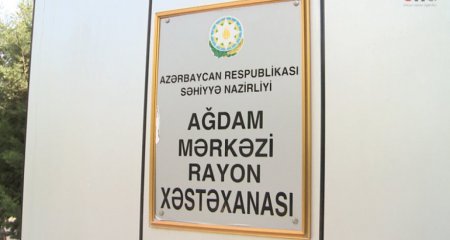 AZƏRBAYCAN RESPUBLİKASI
SƏHİYYƏ NAZİRLİYİ
AĞDAM
MƏRKƏZİ
RAYON
XƏSTƏXANASI